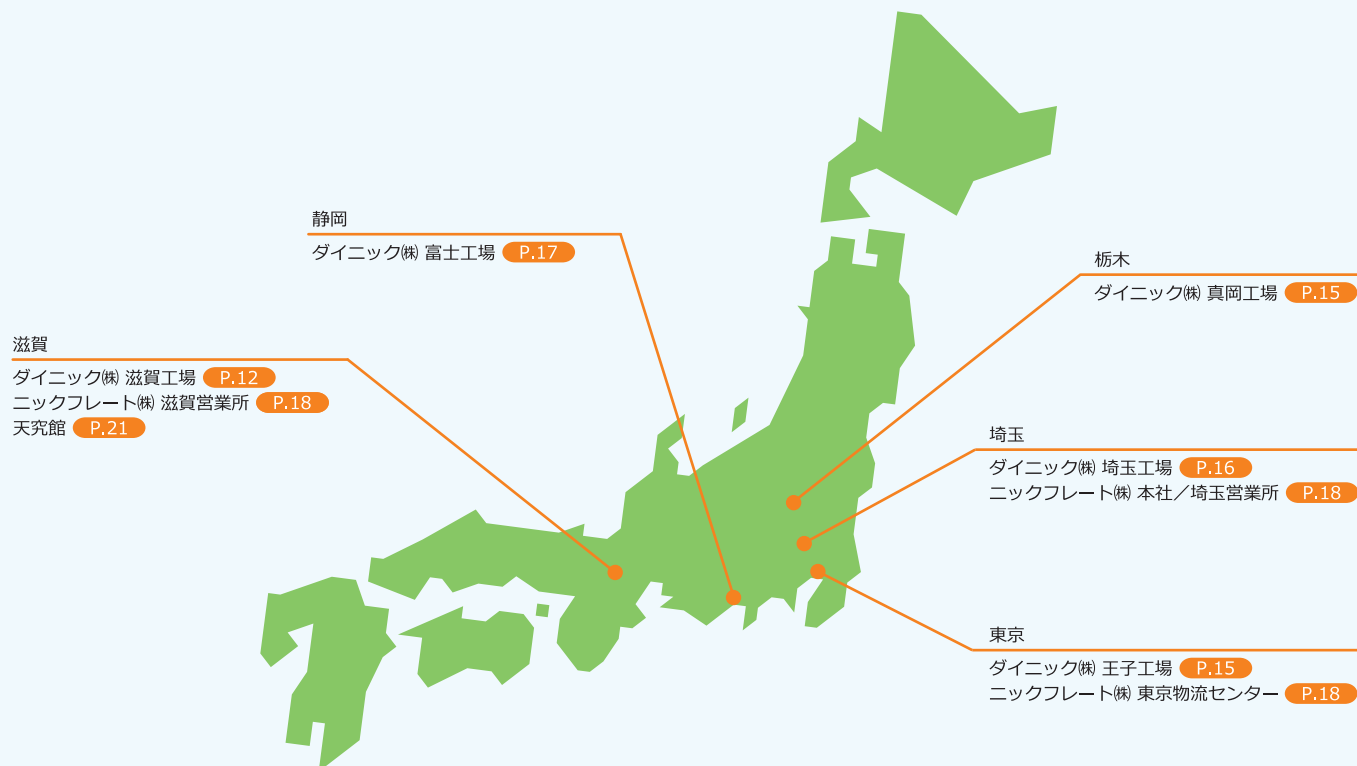 静岡
ダイニック㈱ 富士工場 P.17
滋賀
ダイニック㈱ 滋賀工場 P.12
ニックフレート㈱ 滋賀営業所 P.18
天究館 P.21
栃木
ダイニック㈱ 真岡工場 P.15
埼玉
ダイニック㈱ 埼玉工場 P.16
ニックフレート㈱ 本社／埼玉営業所 P.18
東京
ダイニック㈱ 王子工場 P.15
ニックフレート㈱ 東京物流センター P.18